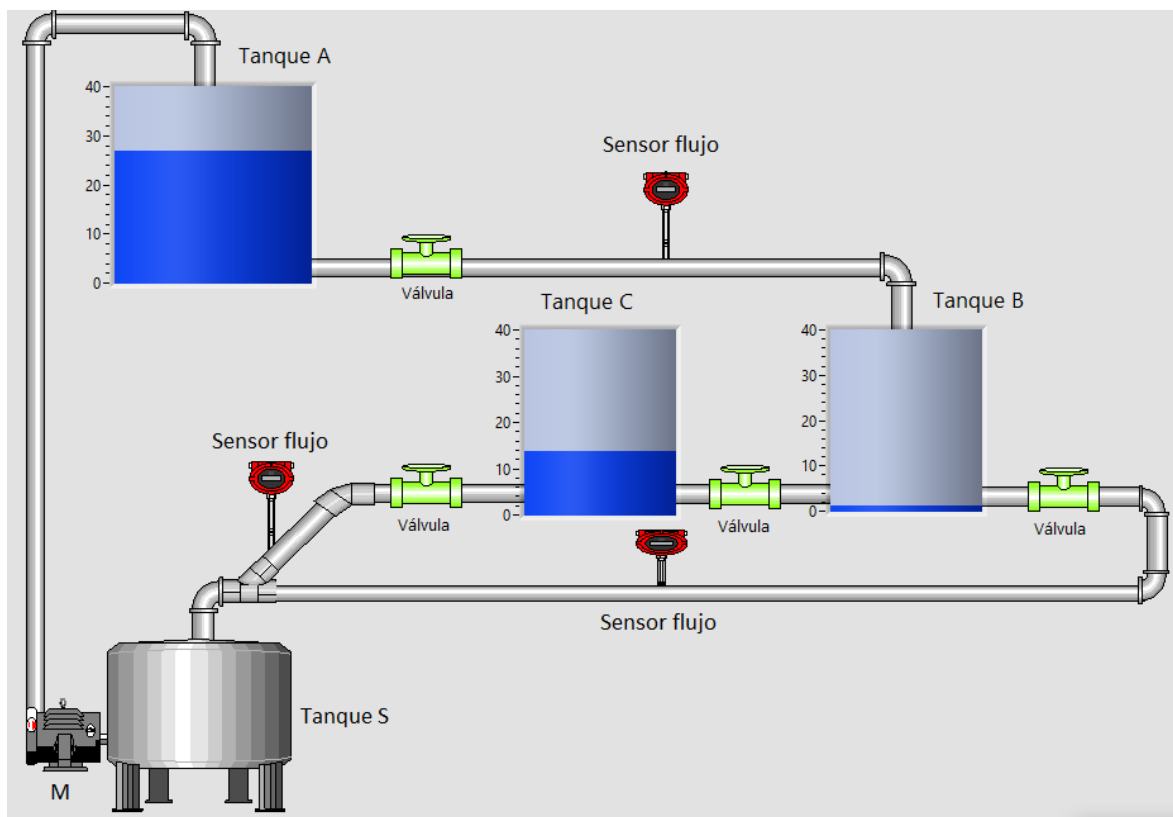 Tanque A
40
30
20
10
0
Sensor flujo
Válvula
Tanque C
40
30
20
10
0
Tanque B
40
30
20
10
0
Sensor flujo
Válvula
Válvula
Válvula
Sensor flujo
Tanque S
M